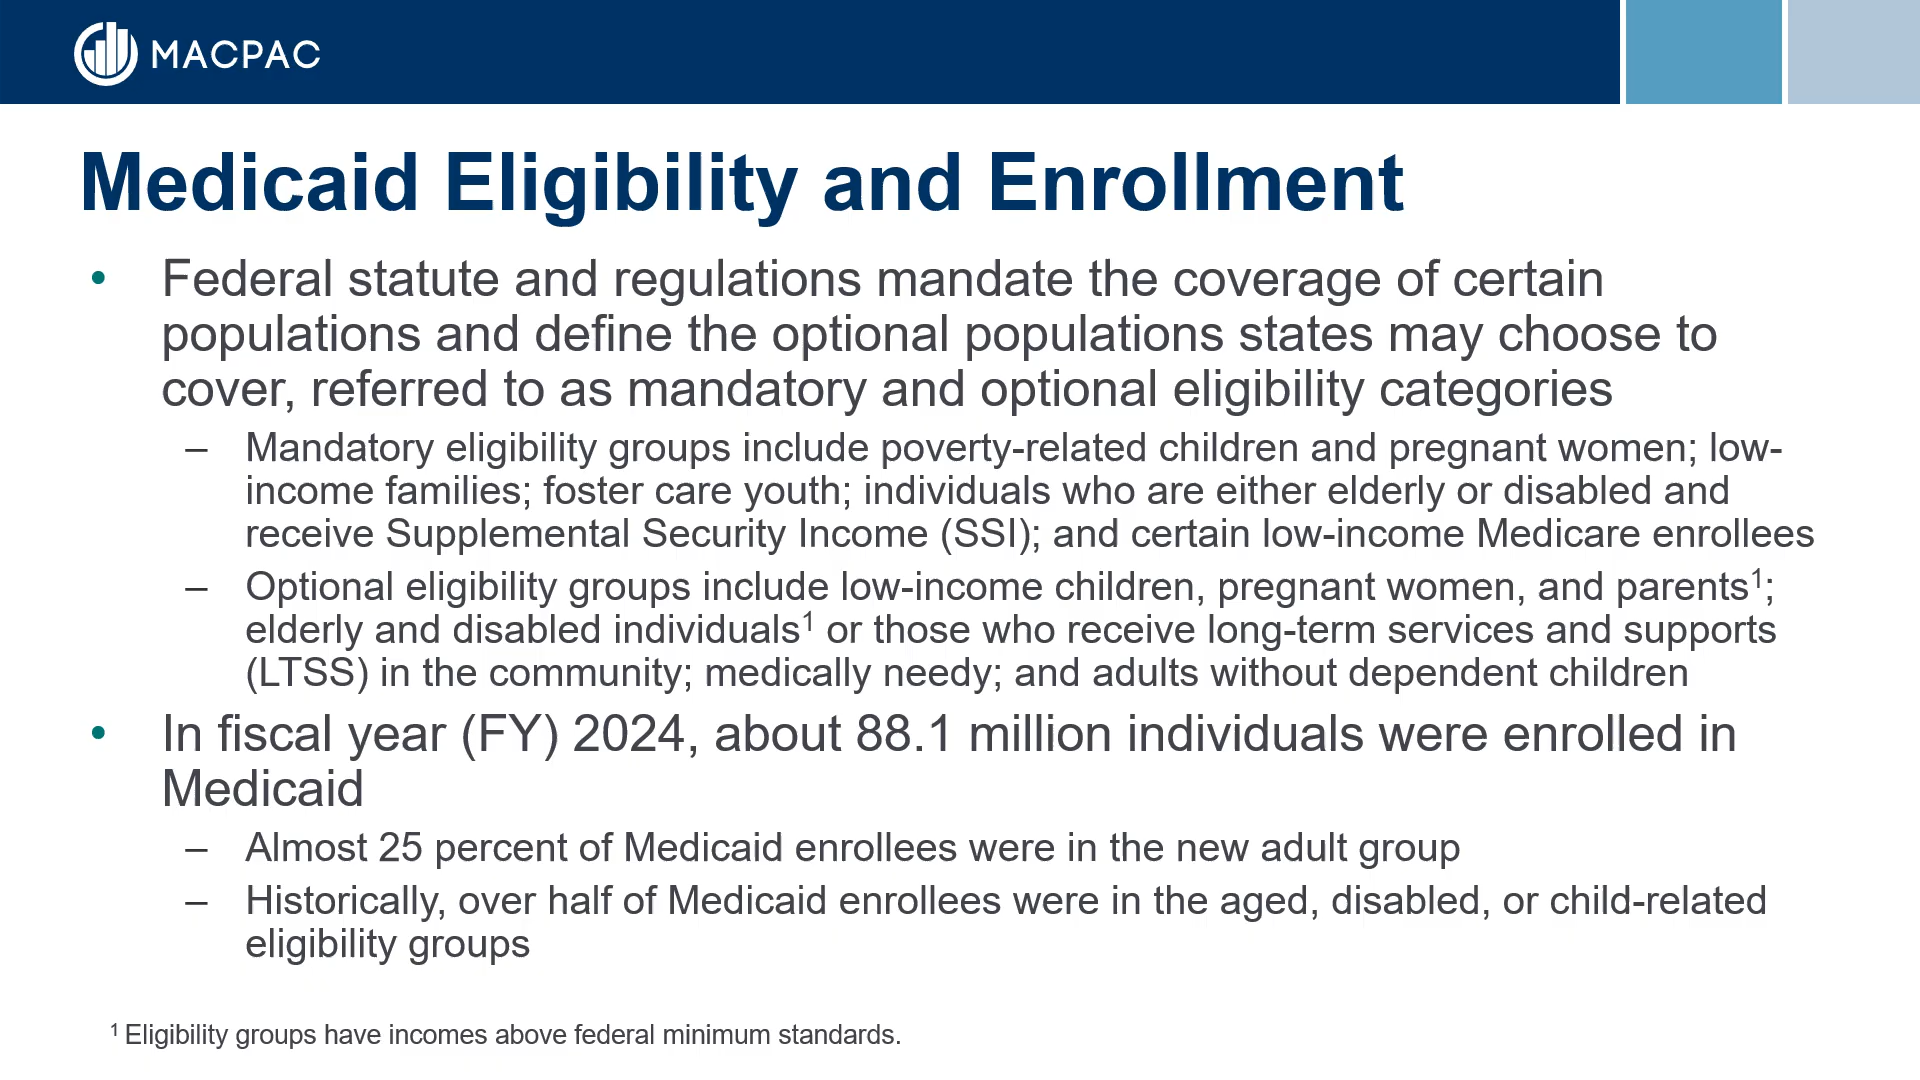 MACPAC
Medicaid Eligibility and Enrollment
• Federal statute and regulations mandate the coverage of certain
populations and define the optional populations states may choose to
cover, referred to as mandatory and optional eligibility categories
– Mandatory eligibility groups include poverty-related children and pregnant women; low-
income families; foster care youth; individuals who are either elderly or disabled and
receive Supplemental Security Income (SSI); and certain low-income Medicare enrollees
– Optional eligibility groups include low-income children, pregnant women, and parents¹;
elderly and disabled individuals¹ or those who receive long-term services and supports
(LTSS) in the community; medically needy; and adults without dependent children
• In fiscal year (FY) 2024, about 88.1 million individuals were enrolled in
Medicaid
– Almost 25 percent of Medicaid enrollees were in the new adult group
– Historically, over half of Medicaid enrollees were in the aged, disabled, or child-related
eligibility groups
¹ Eligibility groups have incomes above federal minimum standards.